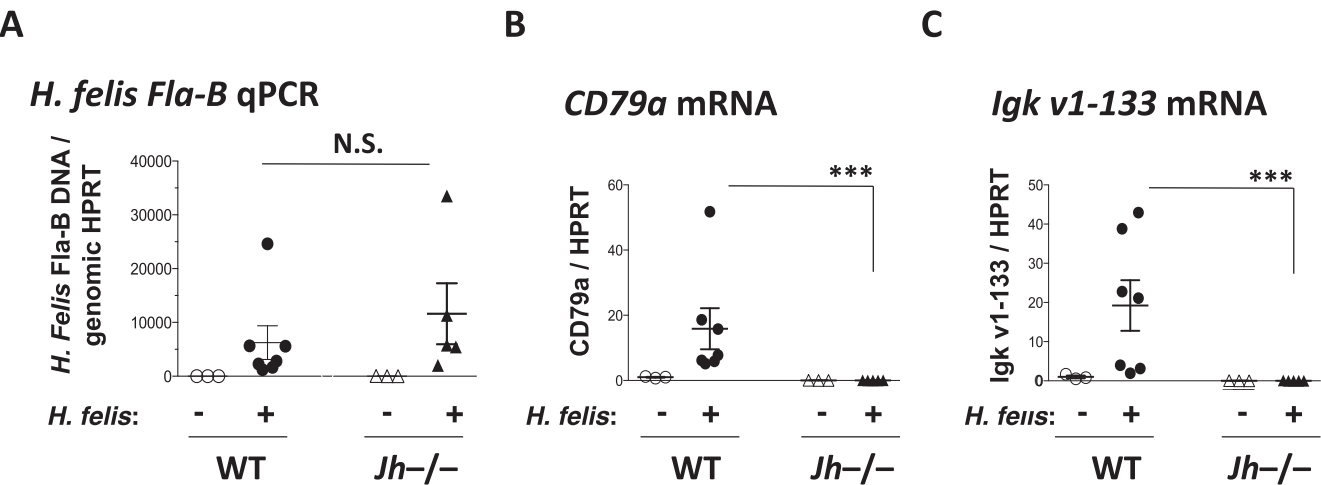 A
B
C
H. felis Fla-B qPCR
CD79a mRNA
Igk v1-133 mRNA
H. Felis Fla-B DNA /
genomic HPRT
40000
30000
20000
10000
0
N.S.
H. felis:
-
+
-
+
WT
Jh–/–
CD79a / HPRT
60
40
20
0
***
H. felis:
-
+
-
+
WT
Jh–/–
Igk v1-133 / HPRT
50
40
30
20
10
0
***
H. felis:
-
+
-
+
WT
Jh–/–